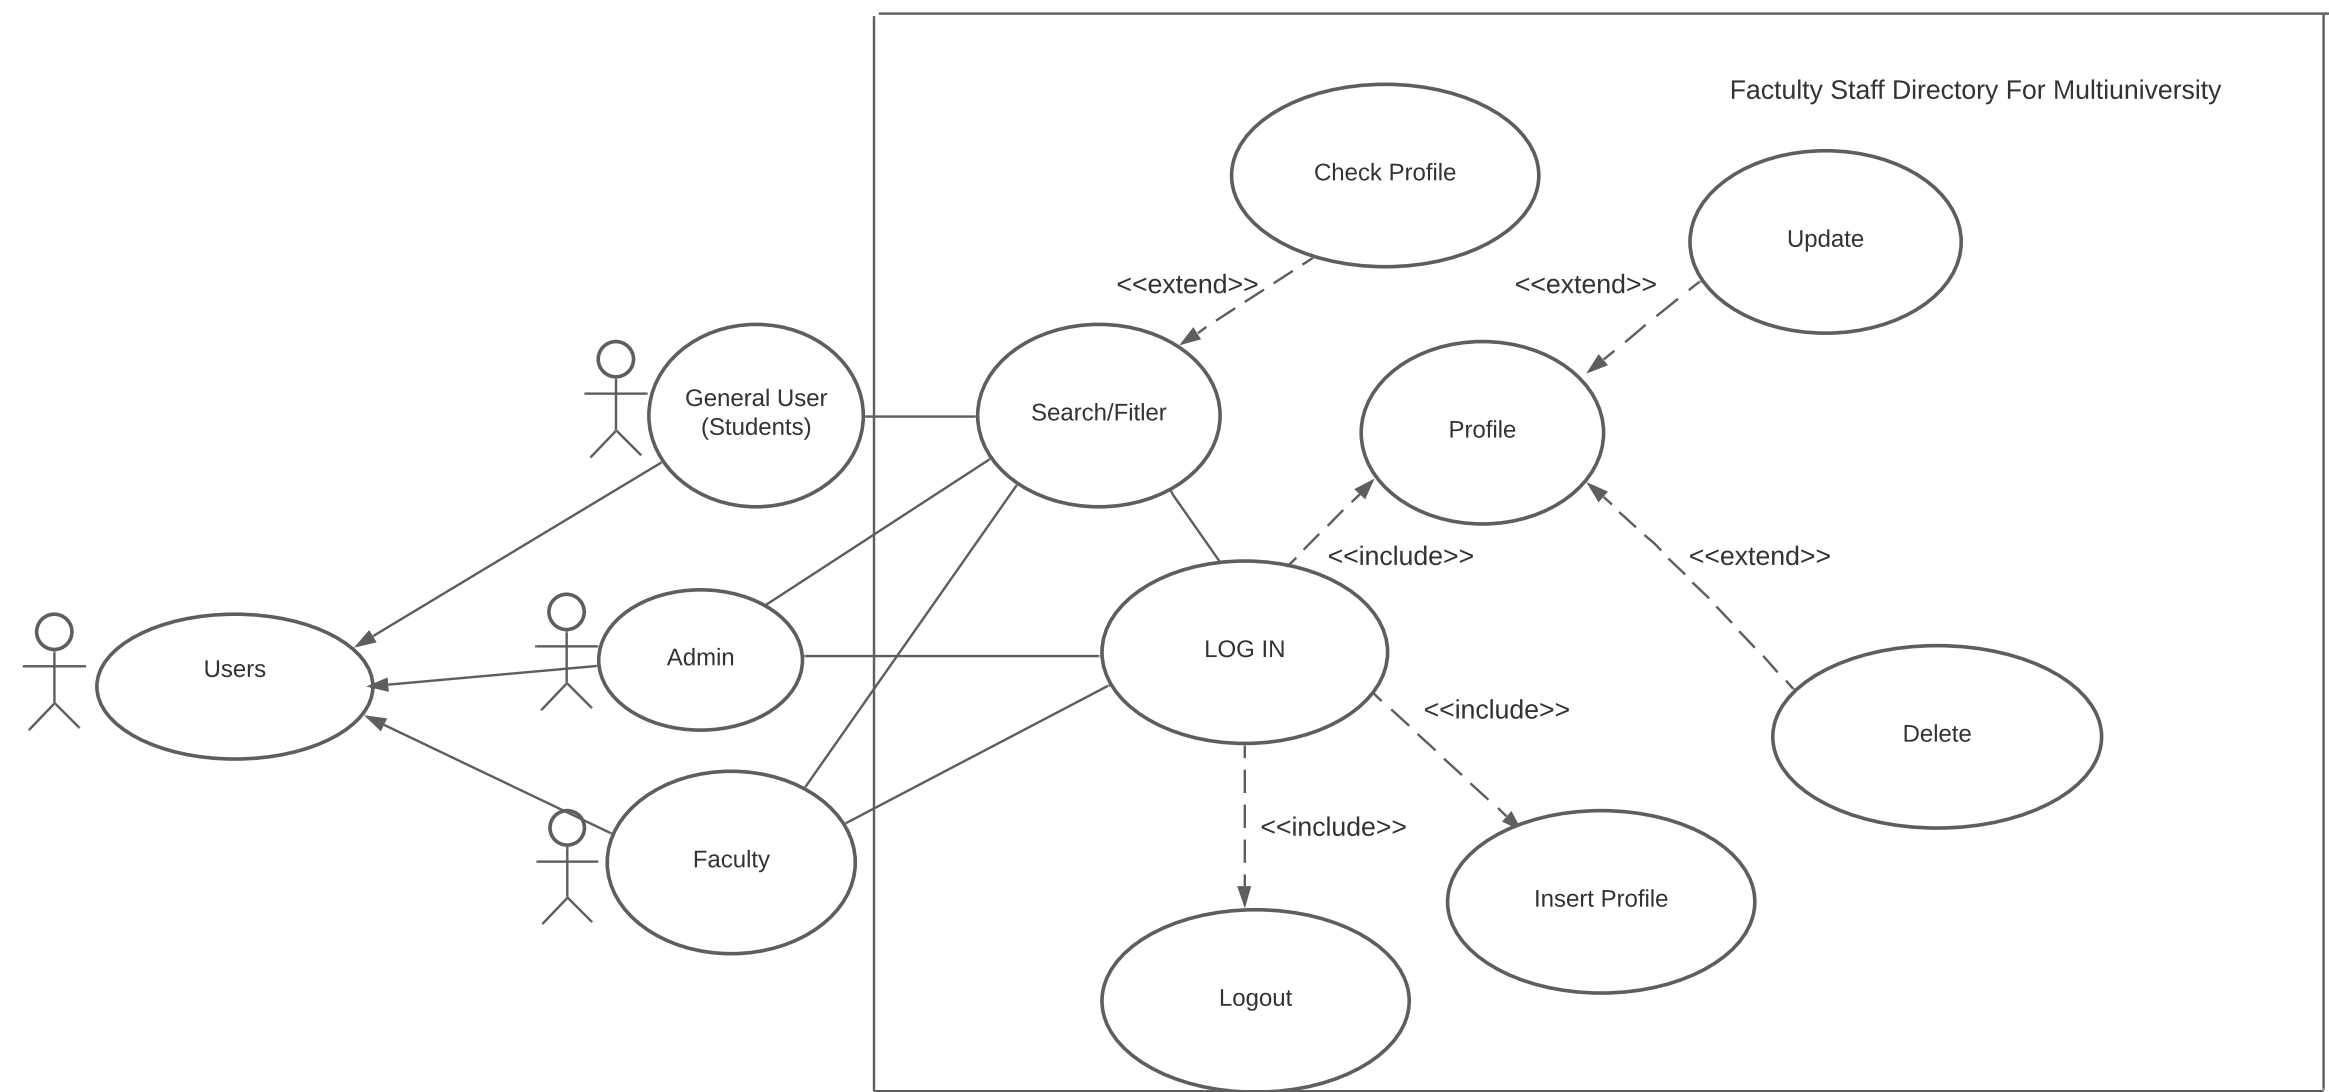 Factulty Staff Directory For Multiuniversity
Check Profile
Update
<<extend>>
<<extend>>
General User
(Students)
Search/Fitler
Profile
<<include>>
<<extend>>
Users
Admin
LOG IN
<<include>>
Delete
<<include>>
Faculty
Insert Profile
Logout